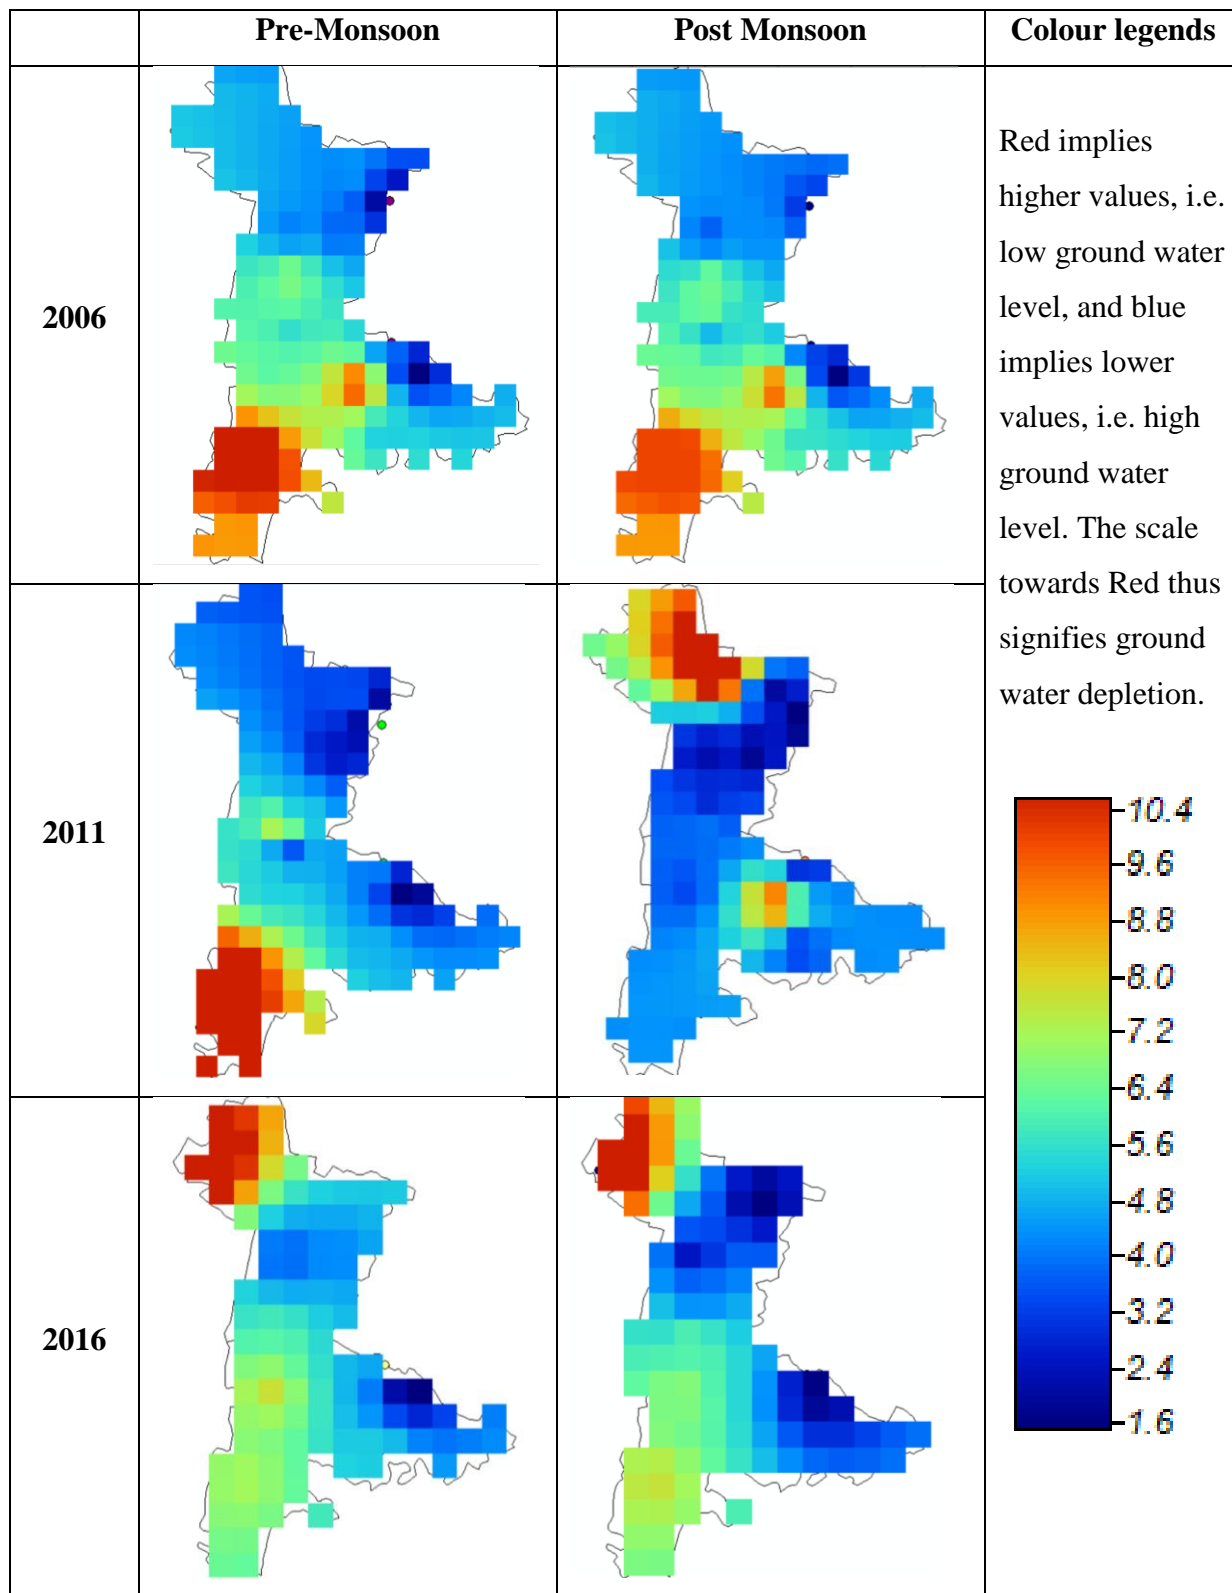 Pre-Monsoon
Post Monsoon
Colour legends
2006
Red implies
higher values, i.e.
low ground water
level, and blue
implies lower
values, i.e. high
ground water
level. The scale
towards Red thus
signifies ground
water depletion.
2011
10.4
9.6
8.8
8.0
7.2
6.4
5.6
4.8
4.0
3.2
2.4
1.6
2016